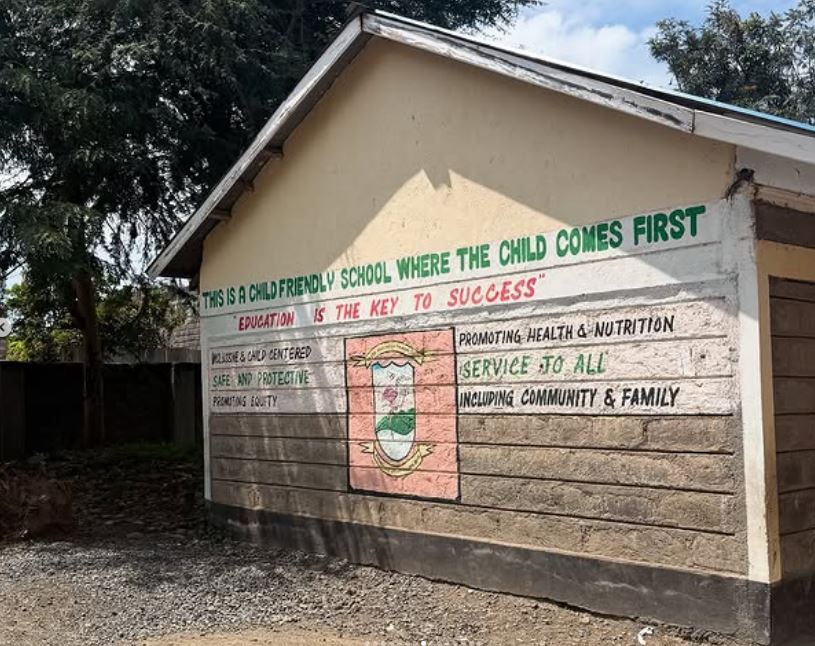 THIS IS A CHILD FRIENDLY SCHOOL WHERE THE CHILD COMES FIRST
"EDUCATION IS THE KEY TO SUCCESS"
INCLUSIVE & CHILD CENTERED
SAFE AND PROTECTIVE
PROMOTING EQUITY
PROMOTING HEALTH & NUTRITION
SERVICE TO ALL
INCLUDING COMMUNITY & FAMILY